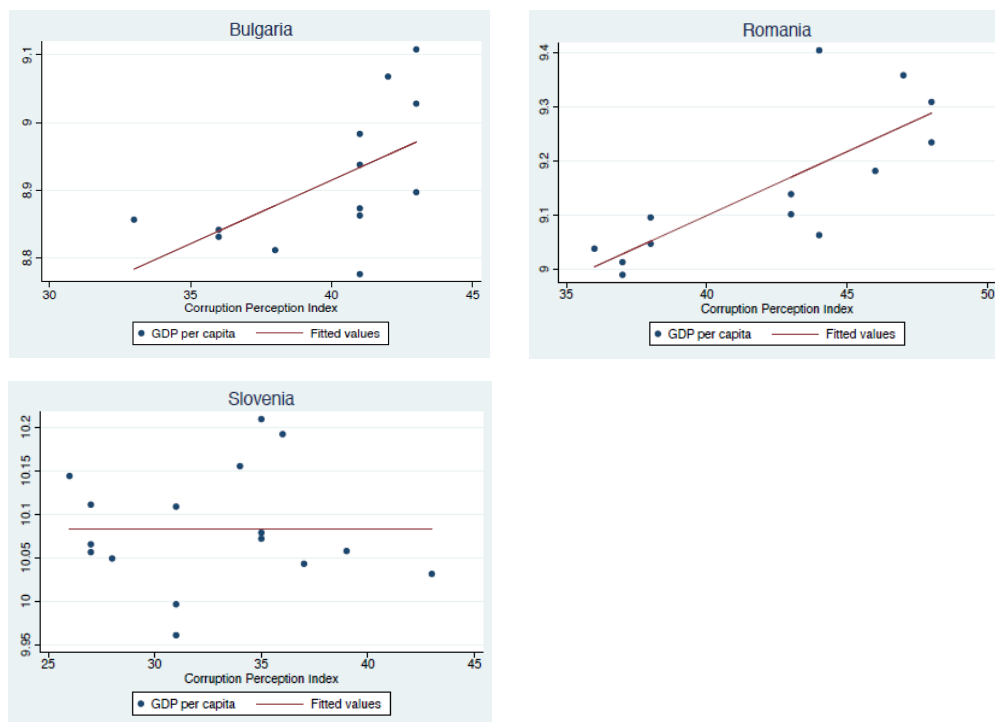 Bulgaria
9.1
9
8.9
8.8
30 35 40 45
Corruption Perception Index
GDP per capita Fitted values
Romania
9.4
9.3
9.2
9.1
9
35 40 45 50
Corruption Perception Index
GDP per capita Fitted values
Slovenia
10.2
10.15
10.1
10.05
10
9.95
25 30 35 40 45
Corruption Perception Index
GDP per capita Fitted values